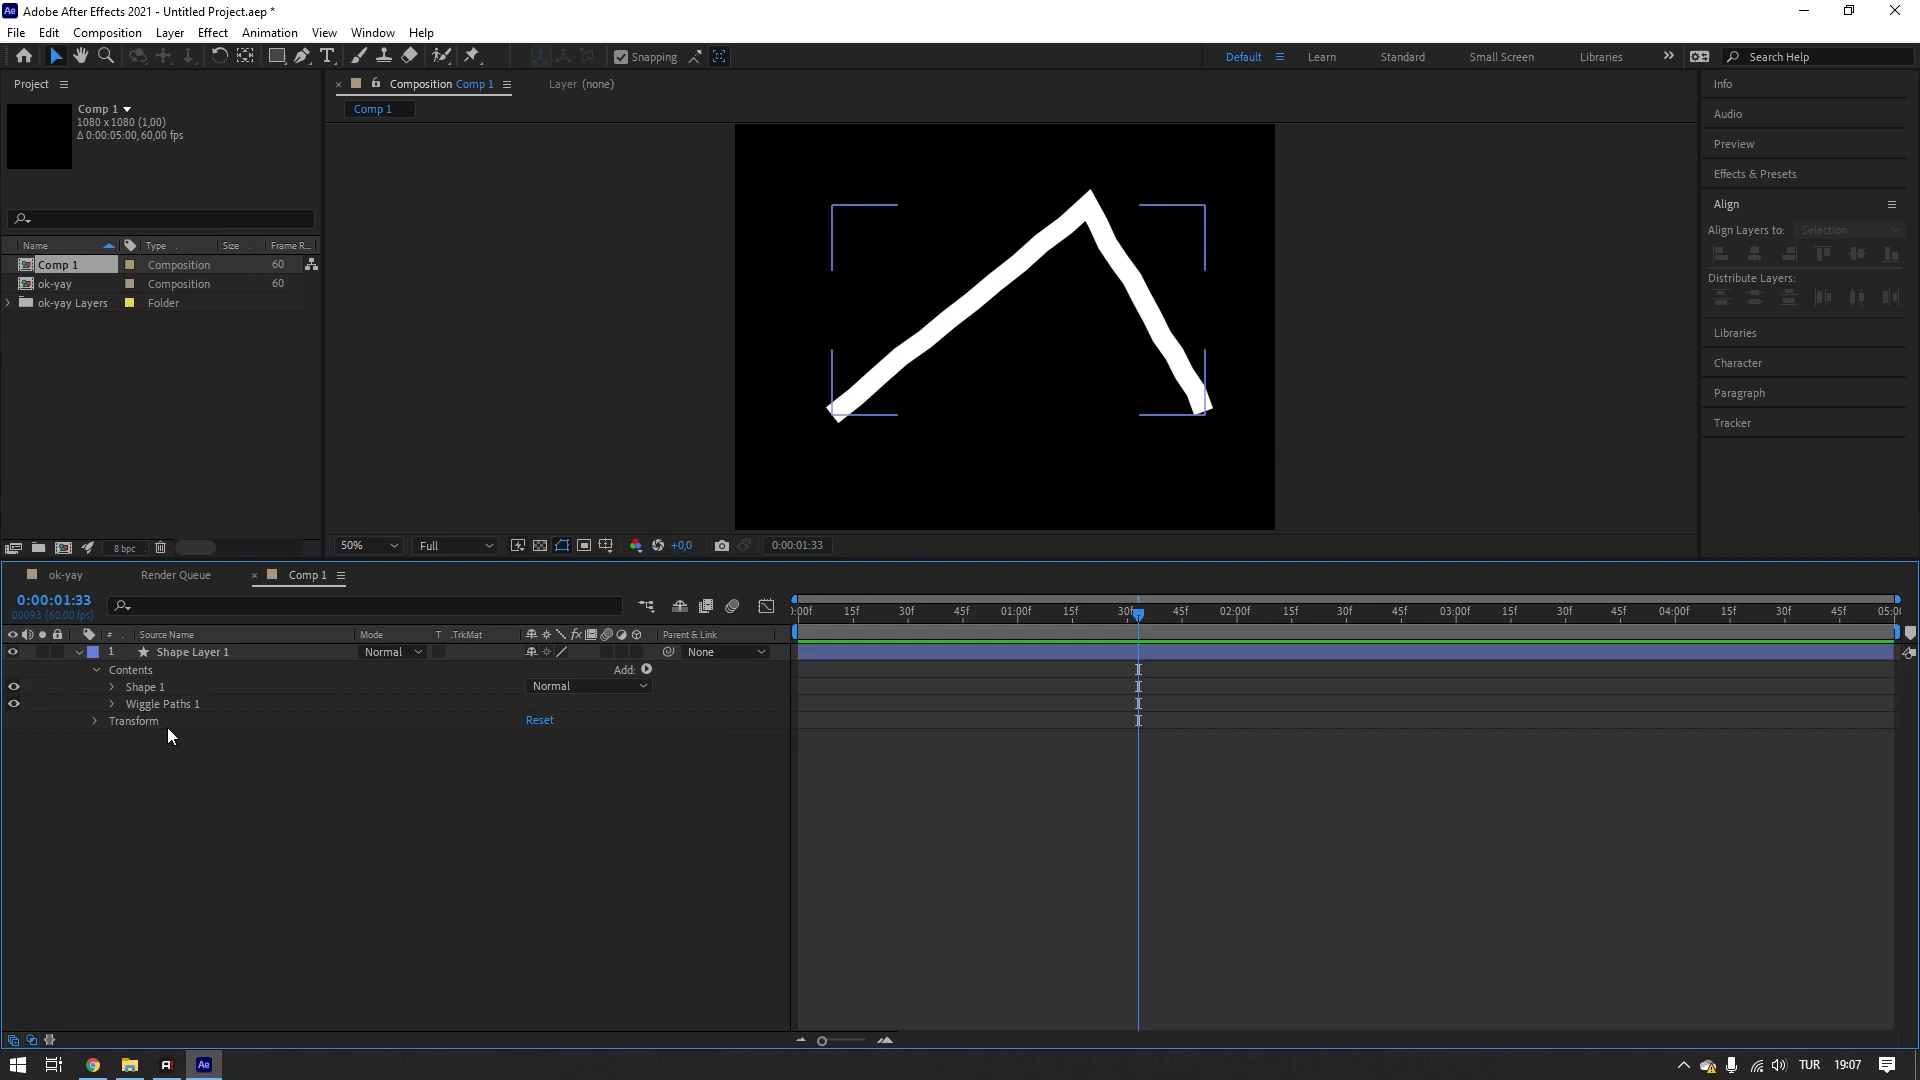 Ae Adobe After Effects 2021 - Untitled Project.aep *
File Edit Composition Layer Effect Animation View Window Help
Snapping Default Learn Standard Small Screen Libraries Search Help
Project
Comp 1
1080 x 1080 (1,00)
Δ 0:00:05:00, 60,00 fps
Name Type Size Frame R...
Comp 1 Composition 60
ok-yay Composition 60
ok-yay Layers Folder
8 bpc
Composition Comp 1 Layer (none)
Comp 1
50% Full +0,0 0:00:01:33
Info
Audio
Preview
Effects & Presets
Align
Align Layers to: Selection
Distribute Layers:
Libraries
Character
Paragraph
Tracker
ok-yay Render Queue Comp 1
0:00:01:33
00093 (60.00 fps)
# Source Name Mode T .TrkMat fx Parent & Link
1 Shape Layer 1 Normal None
Contents Add:
Shape 1 Normal
Wiggle Paths 1
Transform Reset
):00f 15f 30f 45f 01:00f 15f 30f 45f 02:00f 15f 30f 45f 03:00f 15f 30f 45f 04:00f 15f 30f 45f 05:0
Ae TUR 19:07